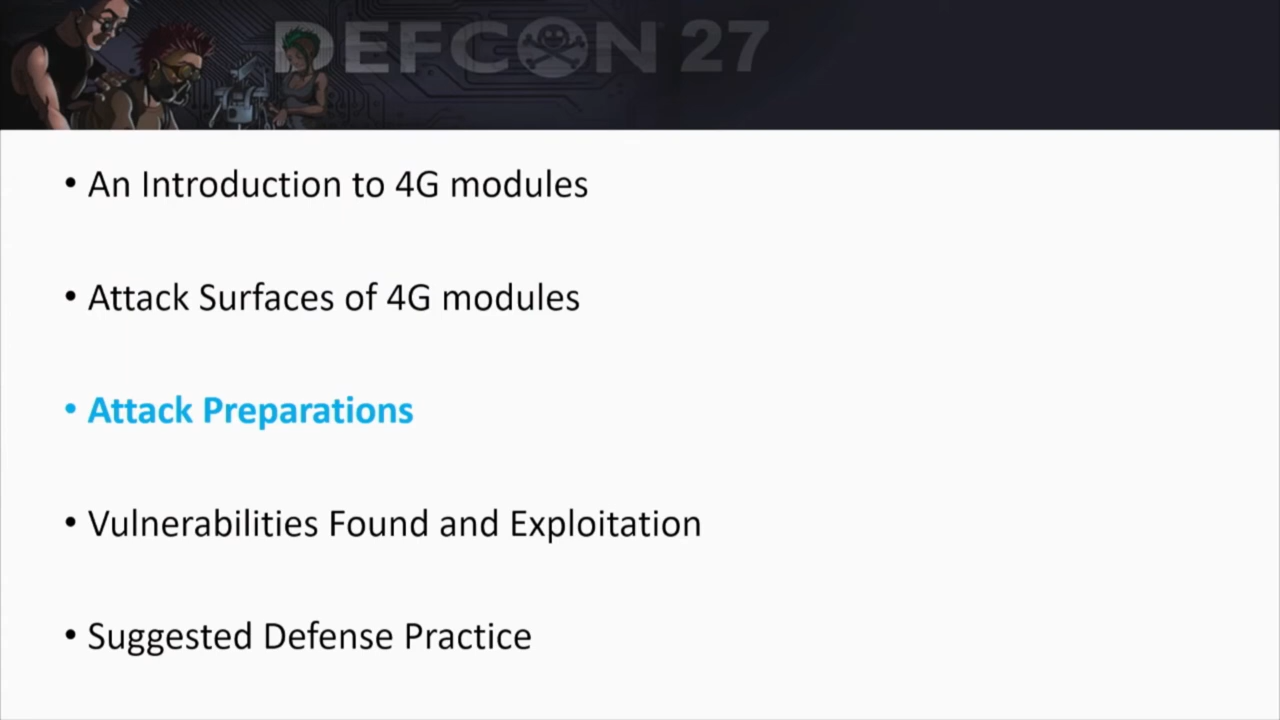 DEFCON 27
• An Introduction to 4G modules
• Attack Surfaces of 4G modules
• Attack Preparations
• Vulnerabilities Found and Exploitation
• Suggested Defense Practice